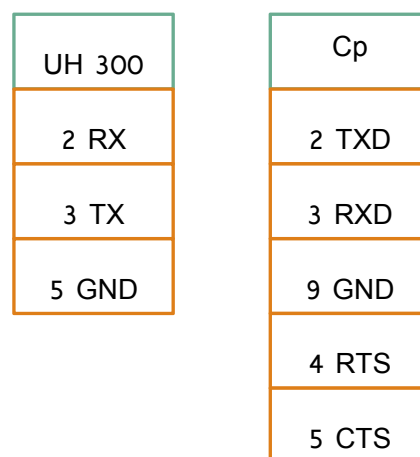 UH 300
2 RX
3 TX
5 GND
Cp
2 TXD
3 RXD
9 GND
4 RTS
5 CTS